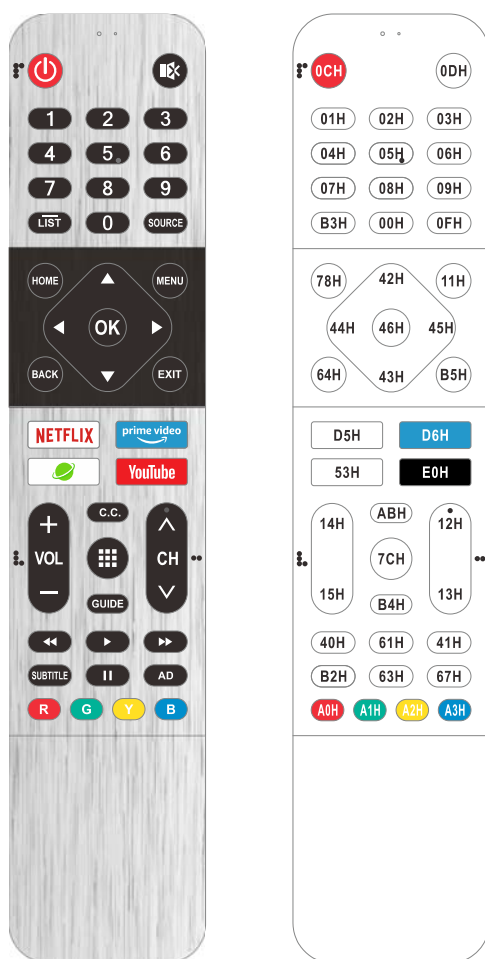 1 2 3
4 5 6
7 8 9
LIST 0 SOURCE
HOME MENU
OK
BACK EXIT
NETFLIX prime video
YouTube
C.C.
VOL CH
GUIDE
SUBTITLE AD
R G Y B
0CH 0DH
01H 02H 03H
04H 05H 06H
07H 08H 09H
B3H 00H 0FH
78H 42H 11H
44H 46H 45H
64H 43H B5H
D5H D6H
53H E0H
14H ABH 12H
7CH
15H B4H 13H
40H 61H 41H
B2H 63H 67H
A0H A1H A2H A3H